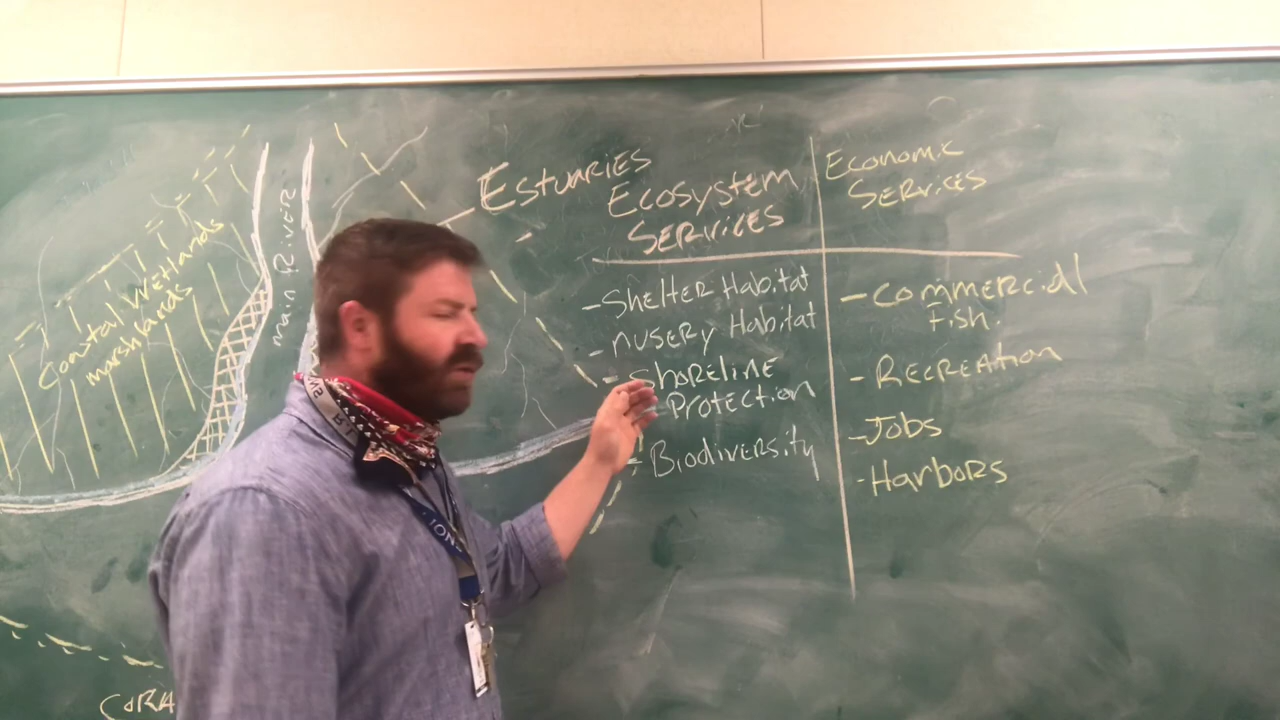 Coastal Wetlands
marshlands
main River
Estuaries
Ecosystem
Services
Economic
Services
- Shelter Habitat
- nusery Habitat
- Shoreline
Protection
- Biodiversity
- Commercial
Fish.
- Recreation
- Jobs
- Harbors
CORA